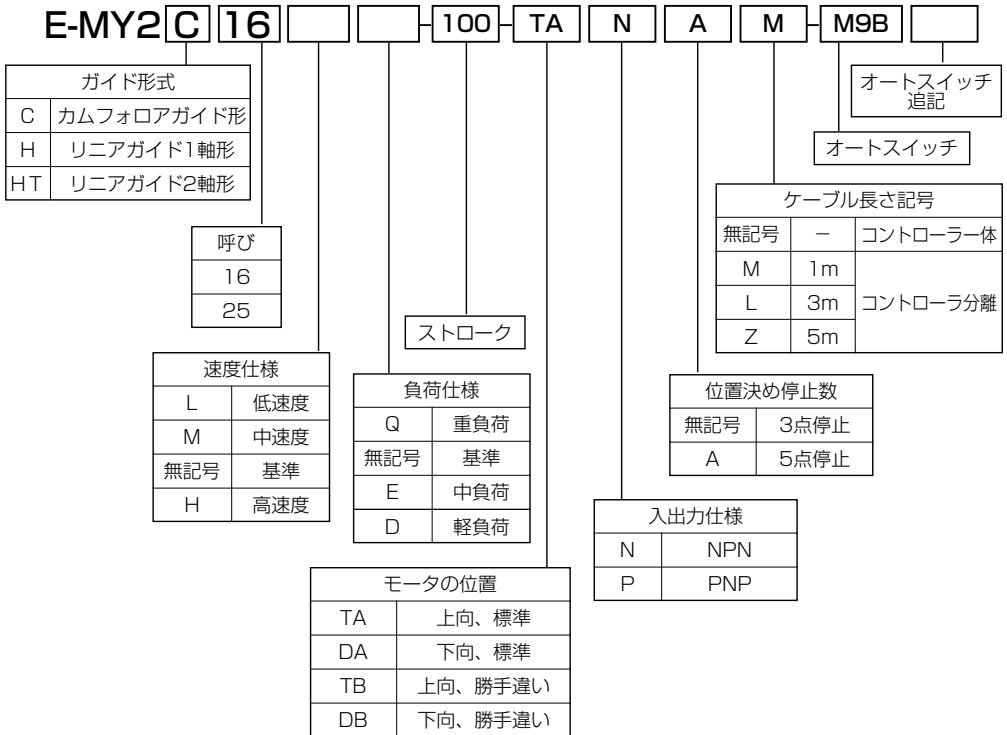 E-MY2 C 16 - 100 - TA N A M - M9B
ガイド形式
C カムフォロアガイド形
H リニアガイド1軸形
HT リニアガイド2軸形
オートスイッチ
追記
オートスイッチ
ケーブル長さ記号
無記号 － コントローラ一体
M 1m
L 3m コントローラ分離
Z 5m
呼び
16
25
ストローク
速度仕様
L 低速度
M 中速度
無記号 基準
H 高速度
負荷仕様
Q 重負荷
無記号 基準
E 中負荷
D 軽負荷
位置決め停止数
無記号 3点停止
A 5点停止
入出力仕様
N NPN
P PNP
モータの位置
TA 上向、標準
DA 下向、標準
TB 上向、勝手違い
DB 下向、勝手違い